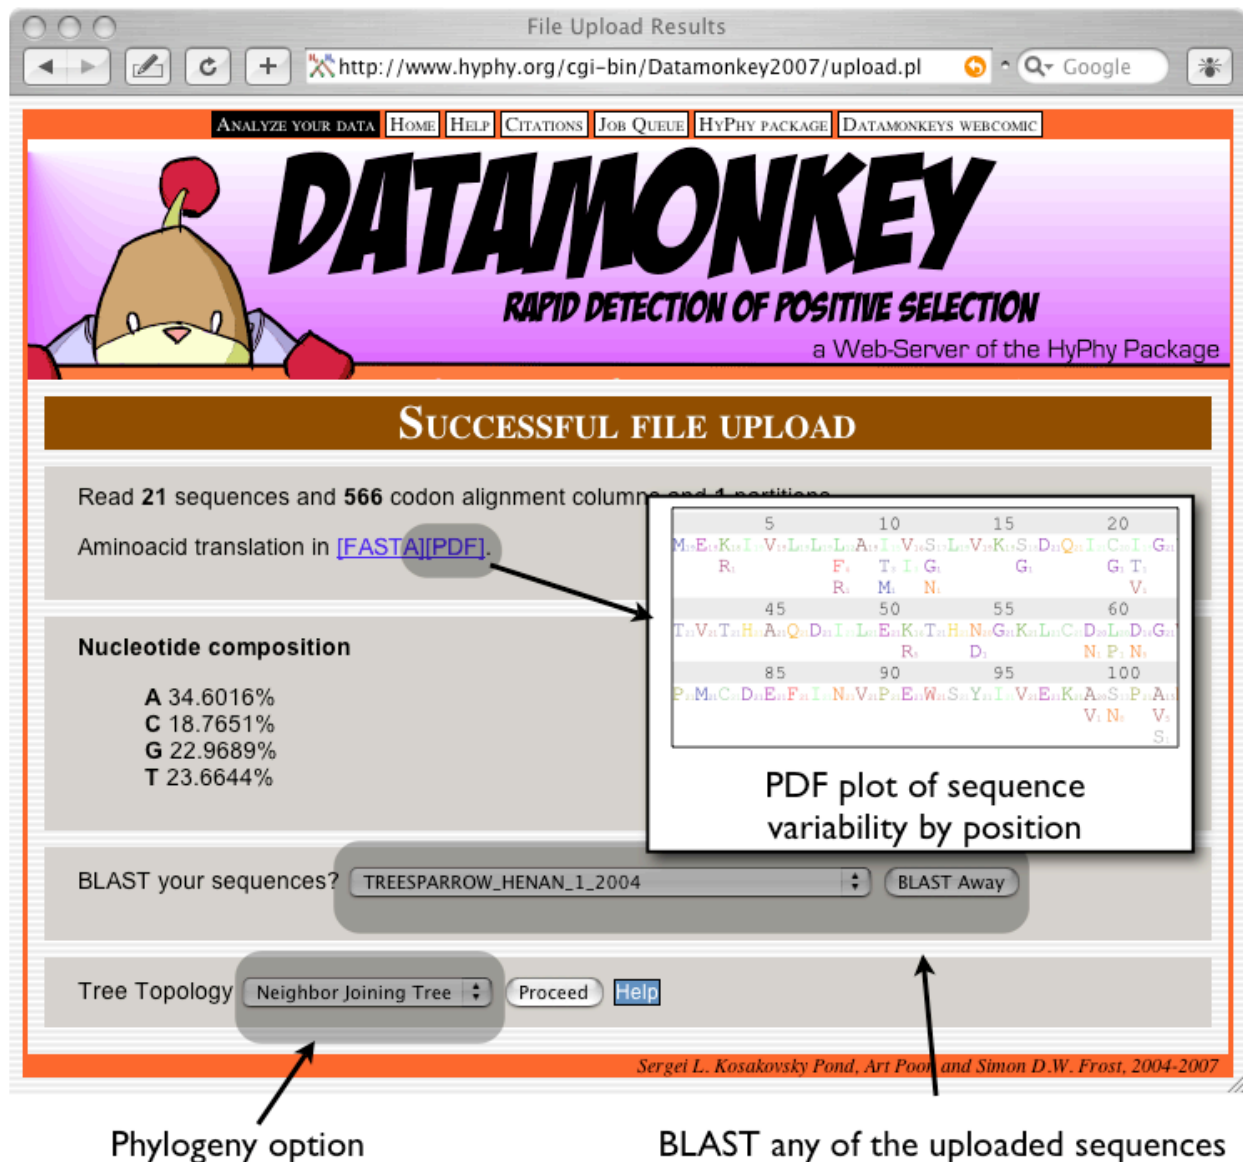 File Upload Results
http://www.hyphy.org/cgi-bin/Datamonkey2007/upload.pl
Google
ANALYZE YOUR DATA HOME HELP CITATIONS JOB QUEUE HYPHY PACKAGE DATAMONKEYS WEBCOMIC
DATAMONKEY
RAPID DETECTION OF POSITIVE SELECTION
a Web-Server of the HyPhy Package
SUCCESSFUL FILE UPLOAD
Read 21 sequences and 566 codon alignment columns and 1 partitions
Aminoacid translation in [FASTA][PDF].
5 10 15 20
45 50 55 60
85 90 95 100
PDF plot of sequence
variability by position
Nucleotide composition
A 34.6016%
C 18.7651%
G 22.9689%
T 23.6644%
BLAST your sequences? TREESPARROW_HENAN_1_2004 BLAST Away
Tree Topology Neighbor Joining Tree Proceed Help
Sergei L. Kosakovsky Pond, Art Poon and Simon D.W. Frost, 2004-2007
Phylogeny option
BLAST any of the uploaded sequences